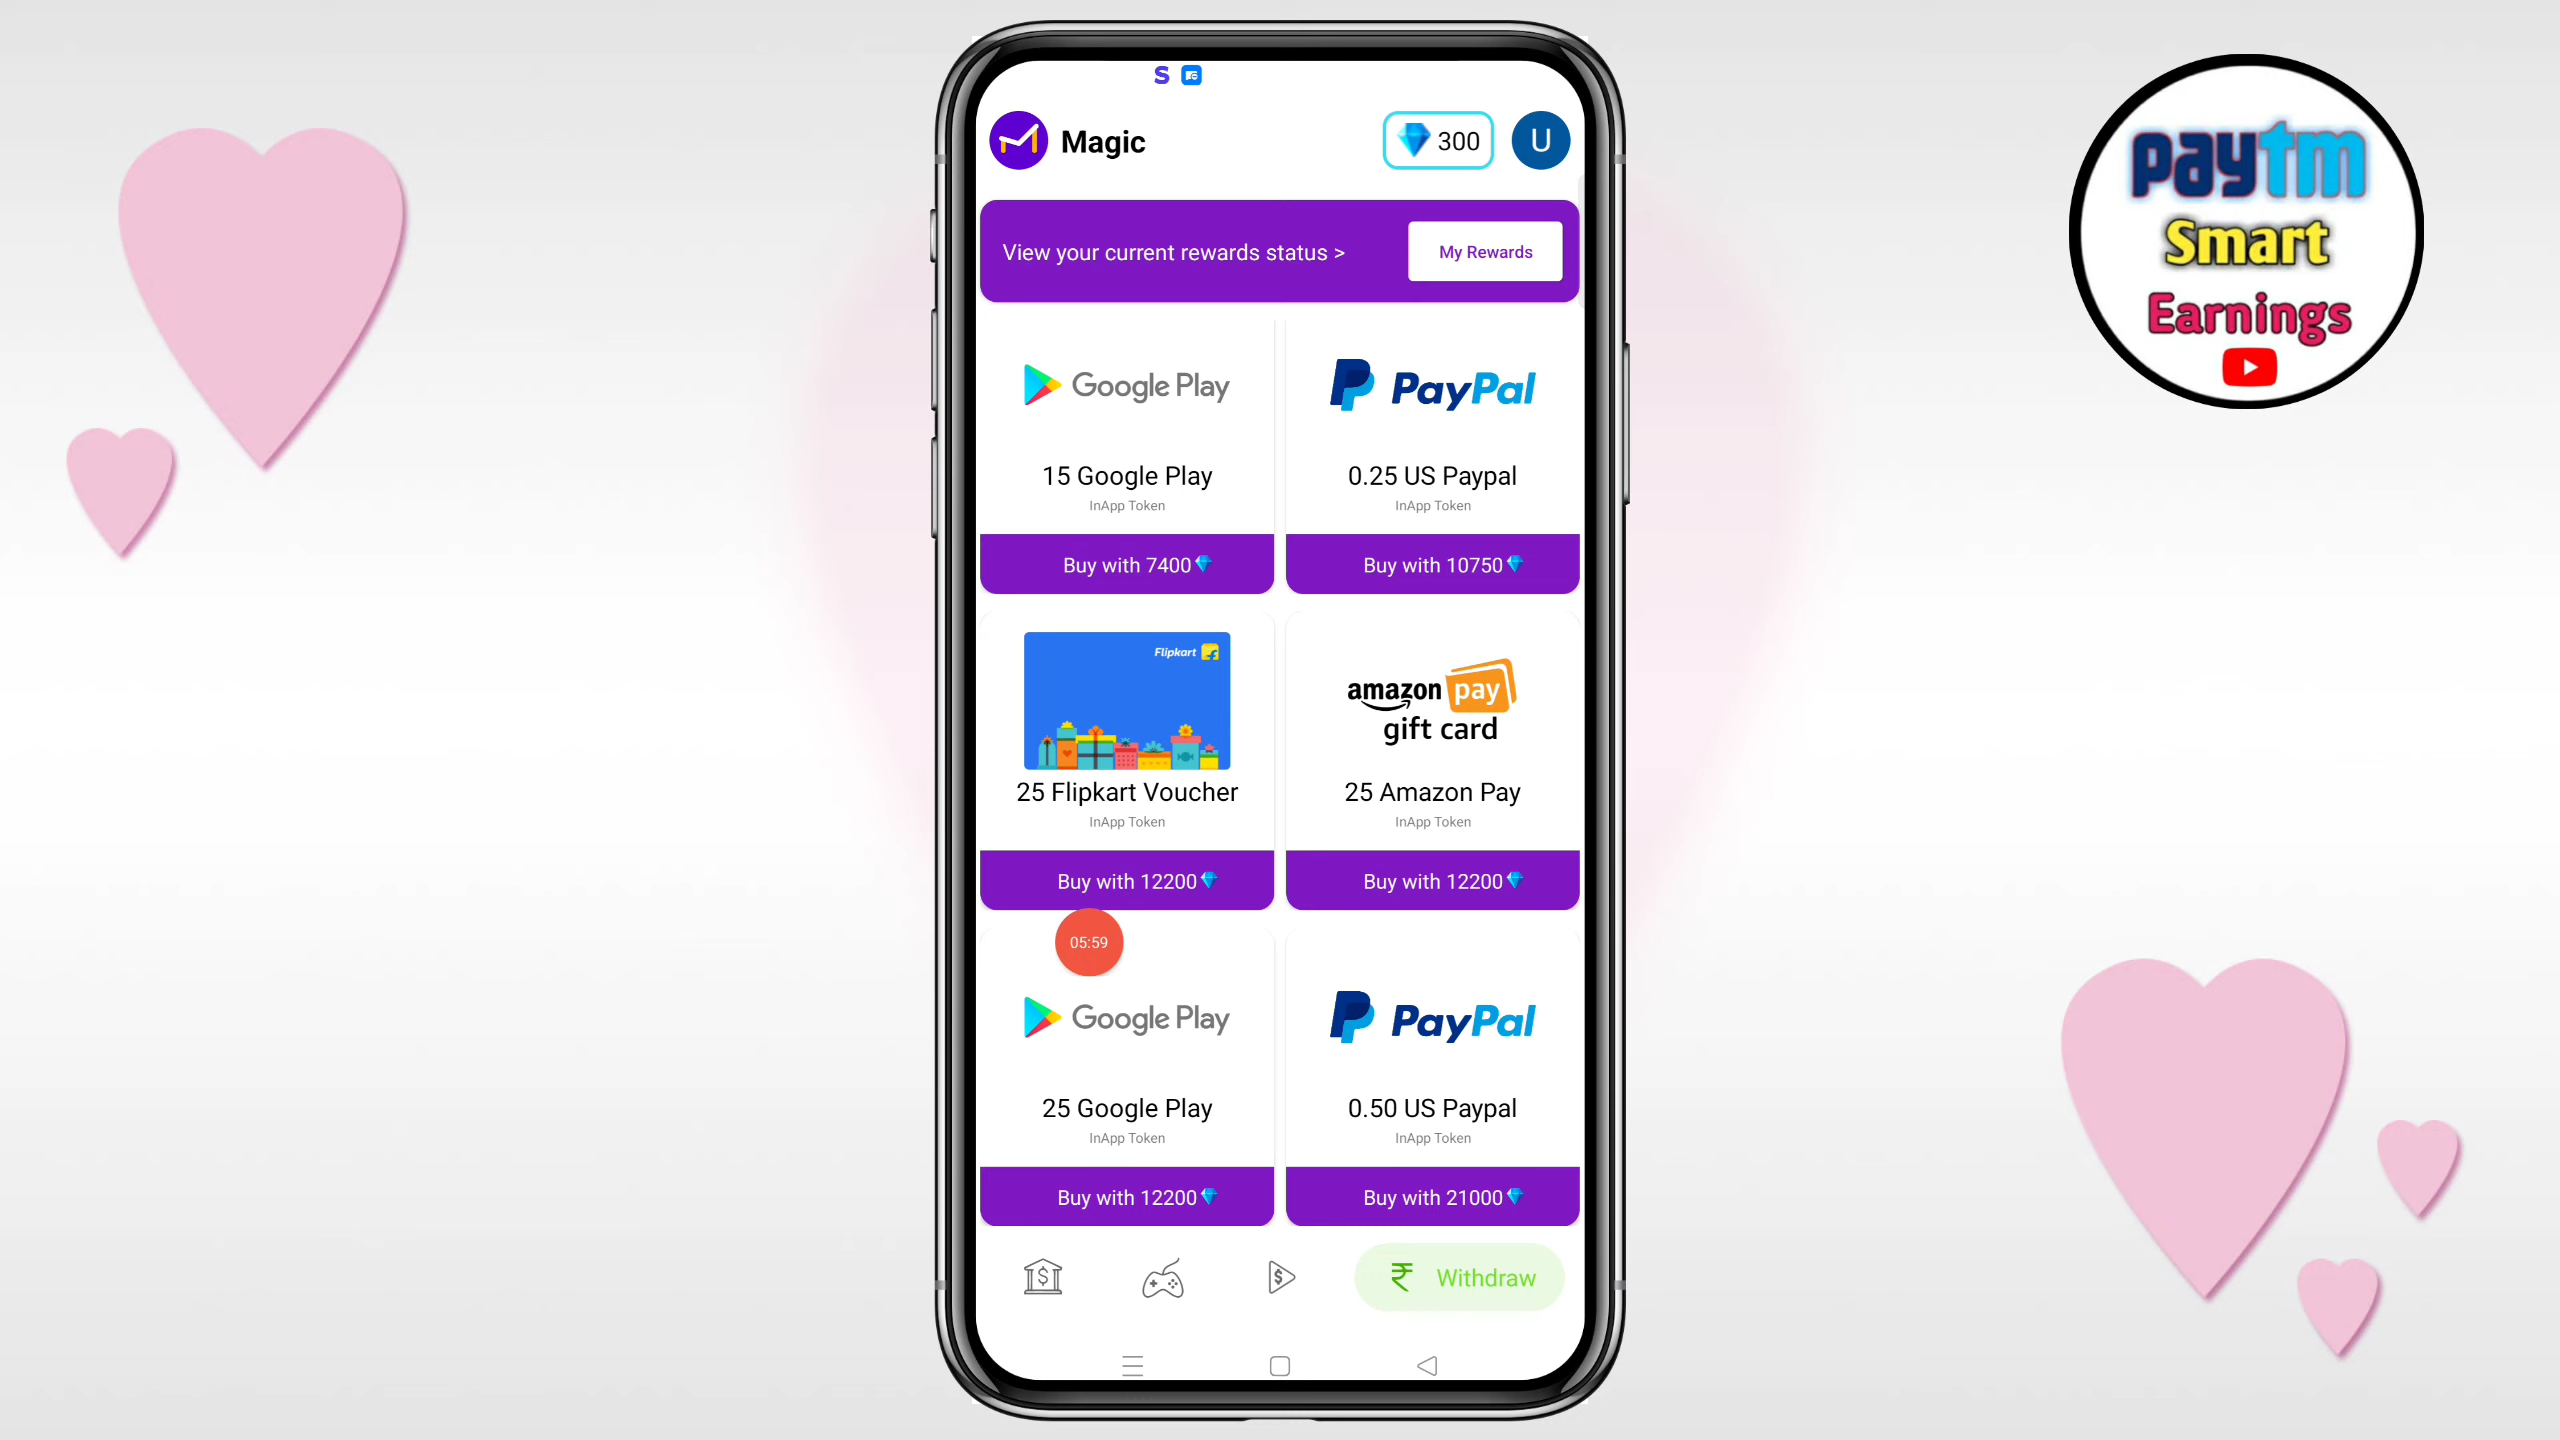 S
Magic
300
U
View your current rewards status >
My Rewards
Google Play
PayPal
15 Google Play
0.25 US Paypal
InApp Token
InApp Token
Buy with 7400
Buy with 10750
Flipkart
amazon pay
gift card
25 Flipkart Voucher
25 Amazon Pay
InApp Token
InApp Token
Buy with 12200
Buy with 12200
05:59
Google Play
PayPal
25 Google Play
0.50 US Paypal
InApp Token
InApp Token
Buy with 12200
Buy with 21000
₹ Withdraw
paytm
Smart
Earnings